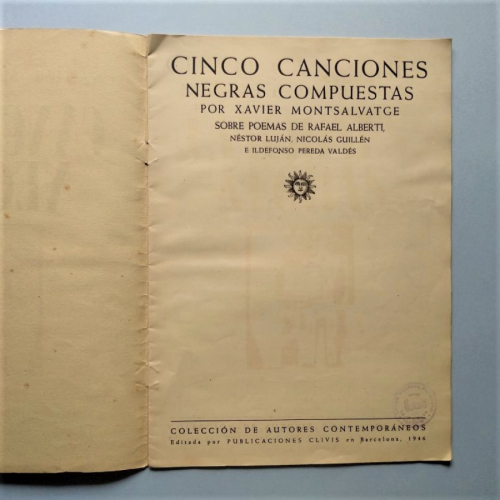 CINCO CANCIONES
NEGRAS COMPUESTAS
POR XAVIER MONTSALVATGE
SOBRE POEMAS DE RAFAEL ALBERTI,
NÉSTOR LUJÁN, NICOLÁS GUILLÉN
E ILDEFONSO PEREDA VALDÉS
COLECCIÓN DE AUTORES CONTEMPORÁNEOS
Editada por PUBLICACIONES CLIVIS en Barcelona, 1946